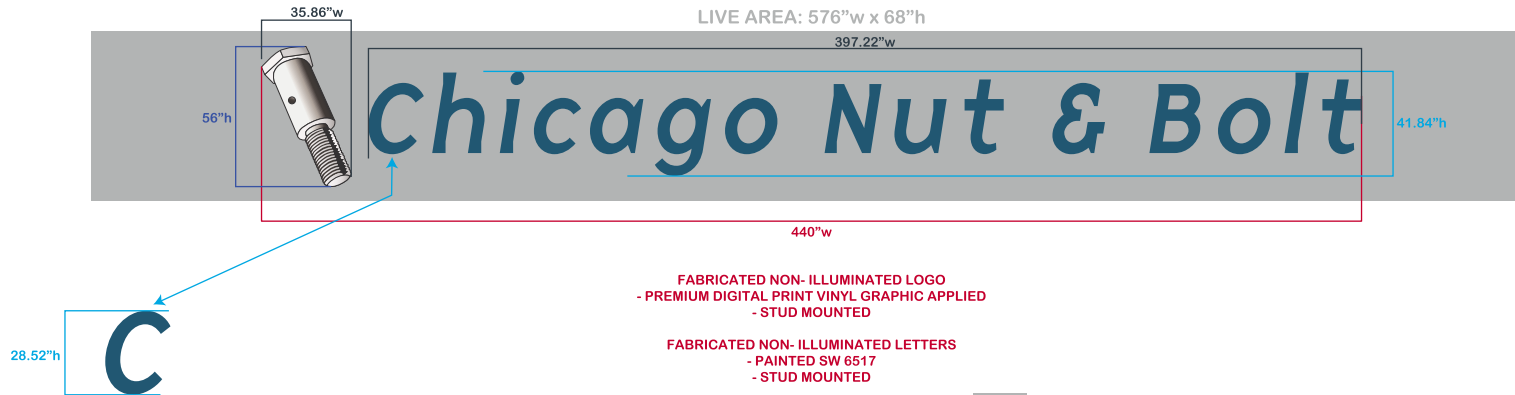 35.86”w
LIVE AREA: 576”w x 68”h
397.22”w
56”h
Chicago Nut & Bolt
41.84”h
440”w
FABRICATED NON- ILLUMINATED LOGO
- PREMIUM DIGITAL PRINT VINYL GRAPHIC APPLIED
- STUD MOUNTED
FABRICATED NON- ILLUMINATED LETTERS
- PAINTED SW 6517
- STUD MOUNTED
28.52”h
C